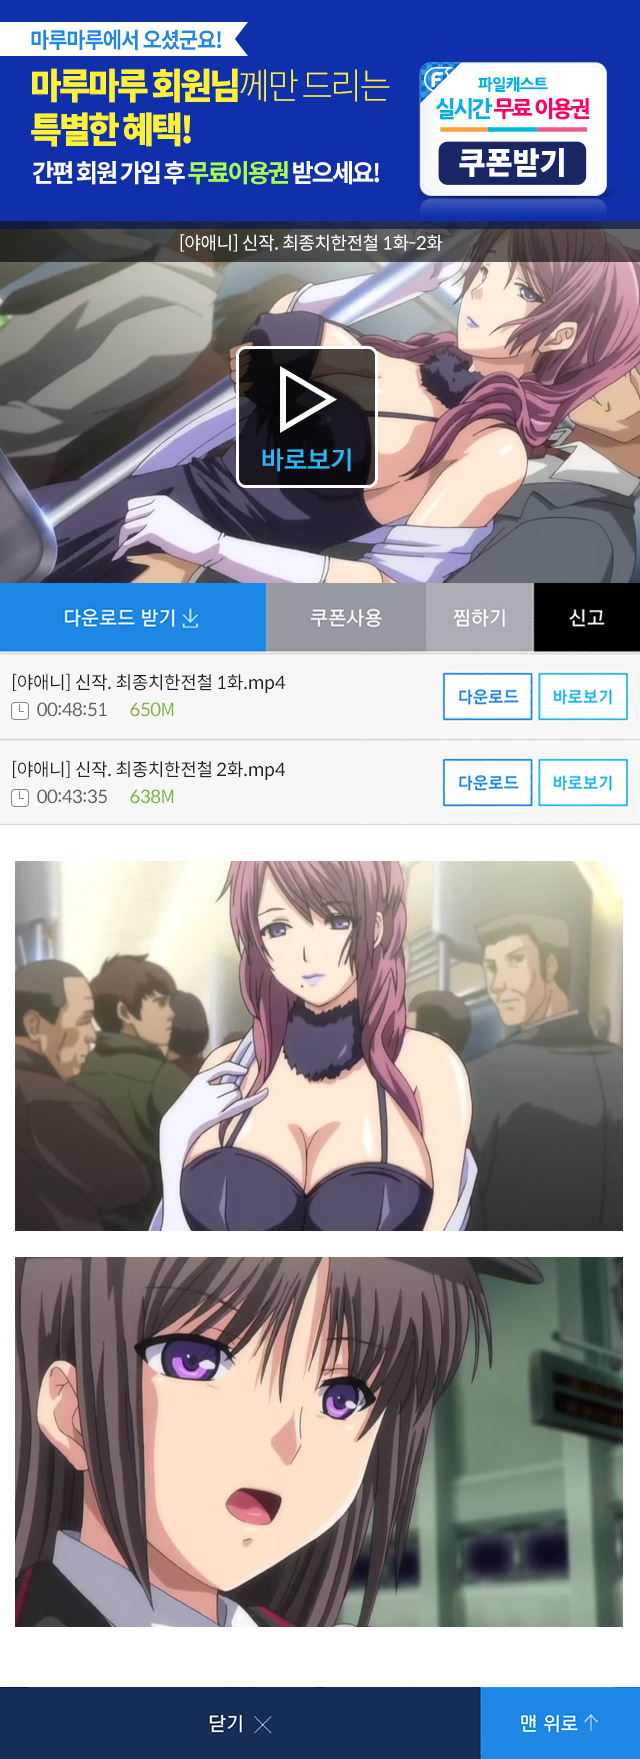 마루마루에서 오셨군요!
마루마루 회원님께만 드리는
특별한 혜택!
간편 회원 가입 후 무료이용권 받으세요!
파일캐스트
실시간 무료 이용권
쿠폰받기
[야애니] 신작. 최종치한전철 1화~2화
바로보기
다운로드 받기 쿠폰사용 찜하기 신고
[야애니] 신작. 최종치한전철 1화.mp4
00:48:51 650M
다운로드 바로보기
[야애니] 신작. 최종치한전철 2화.mp4
00:43:35 638M
다운로드 바로보기
닫기 맨 위로